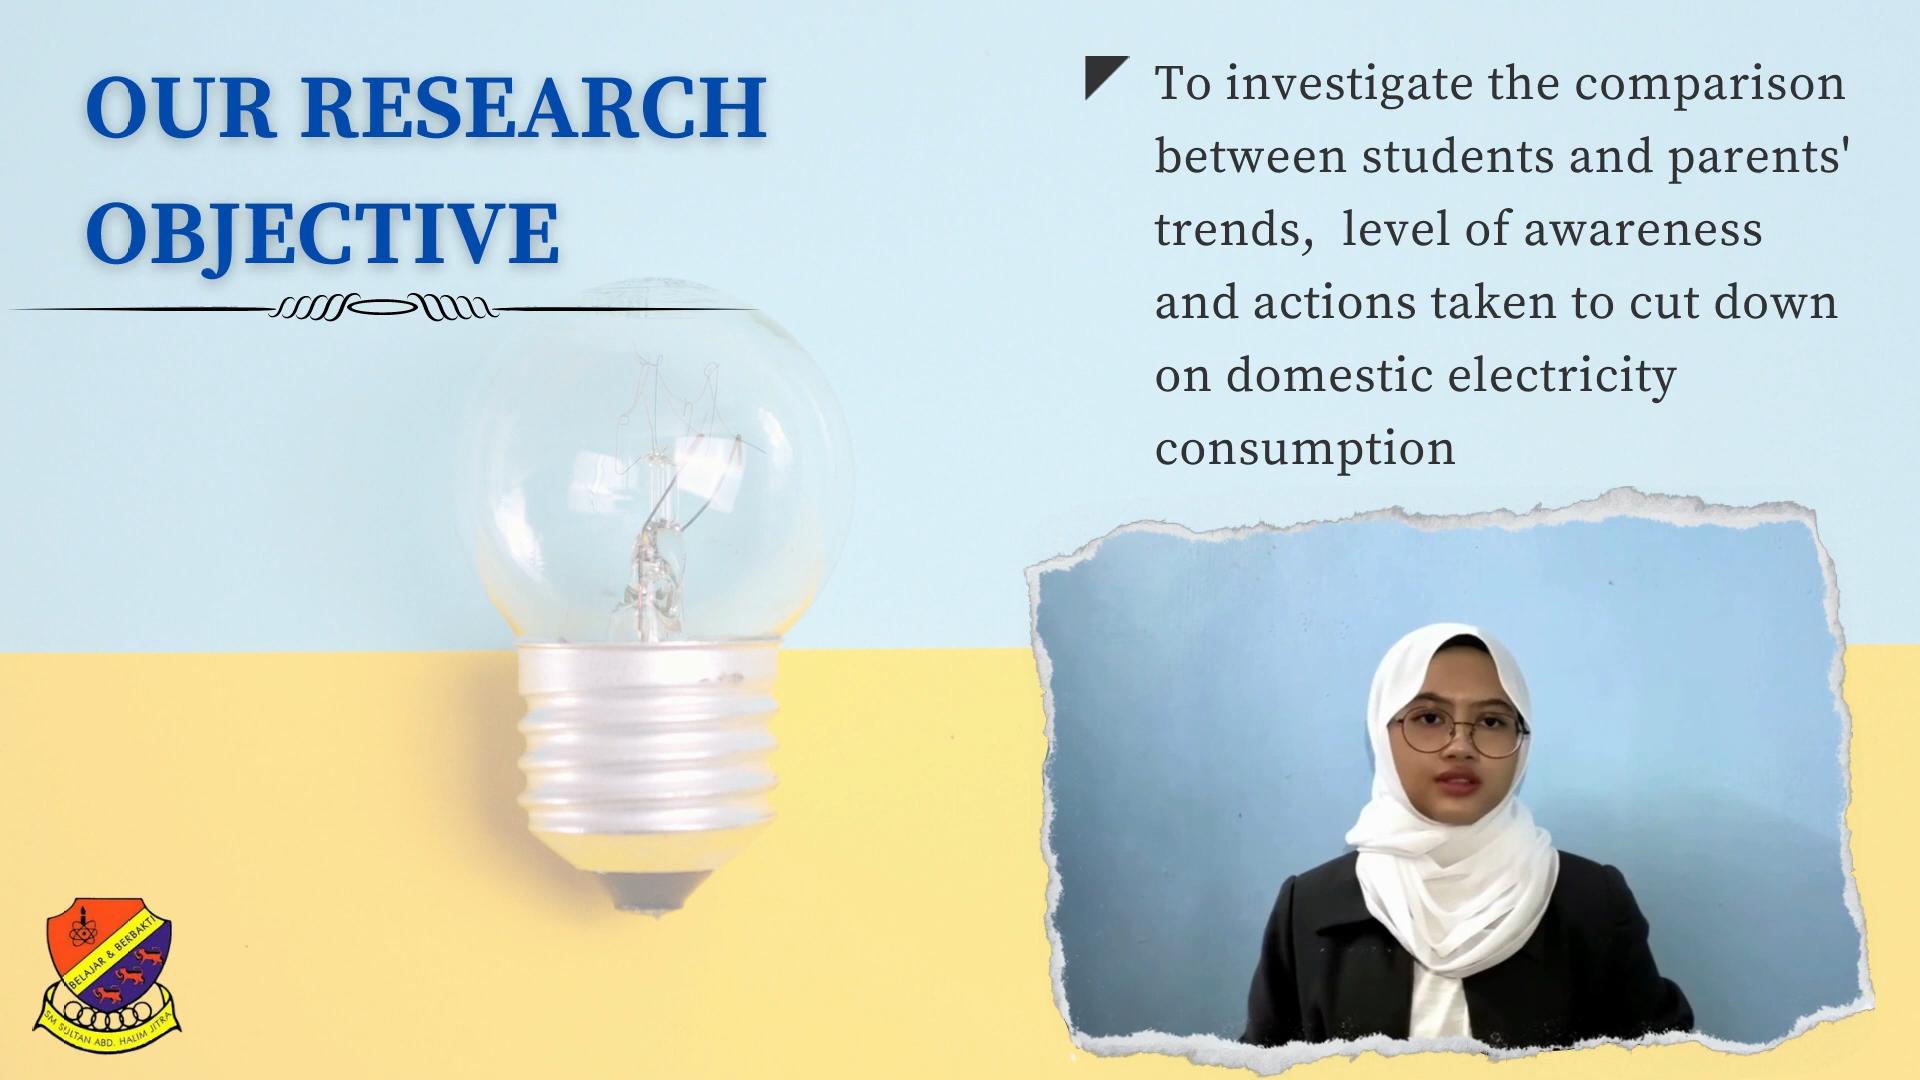 OUR RESEARCH
OBJECTIVE
To investigate the comparison
between students and parents'
trends,  level of awareness
and actions taken to cut down
on domestic electricity
consumption
BELAJAR & BERBAKTI
SM SULTAN ABD. HALIM JITRA